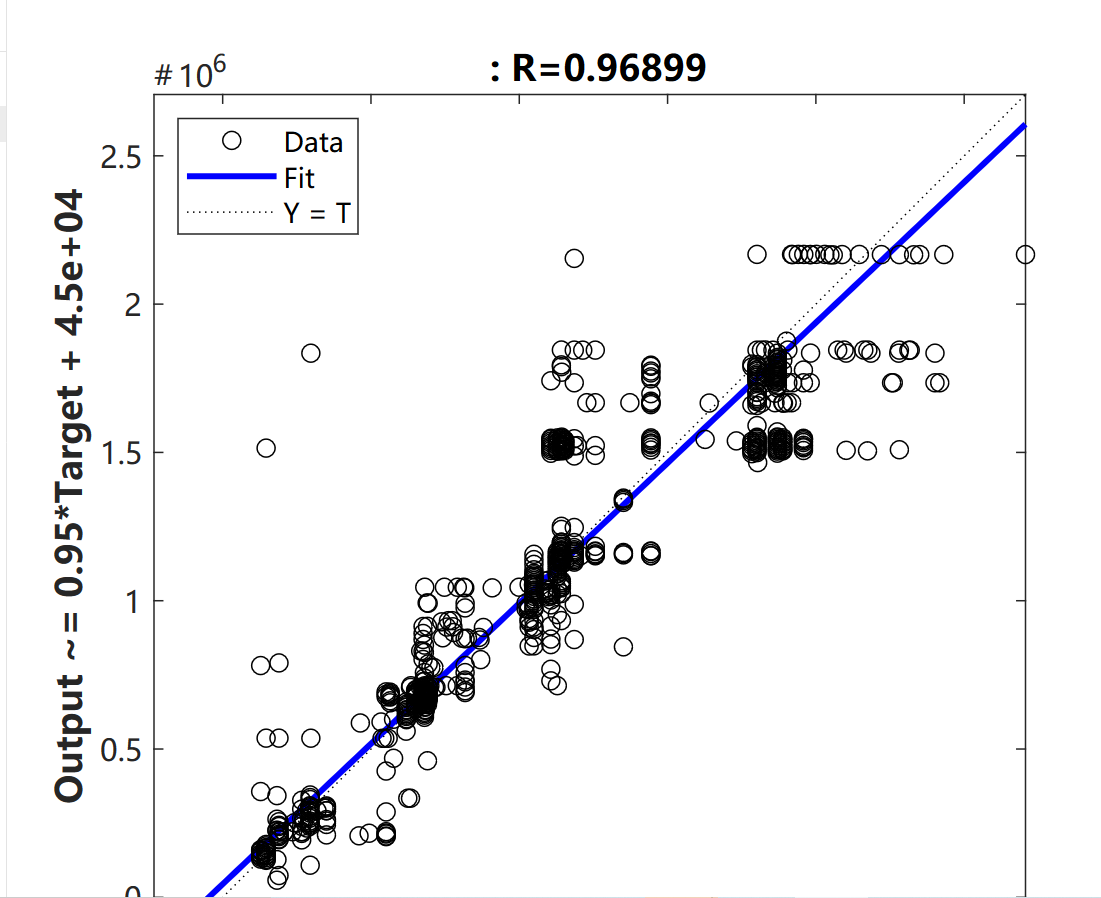 : R=0.96899
# 10^6
Data
Fit
Y = T
2.5
2
1.5
1
0.5
0
Output ~= 0.95*Target + 4.5e+04